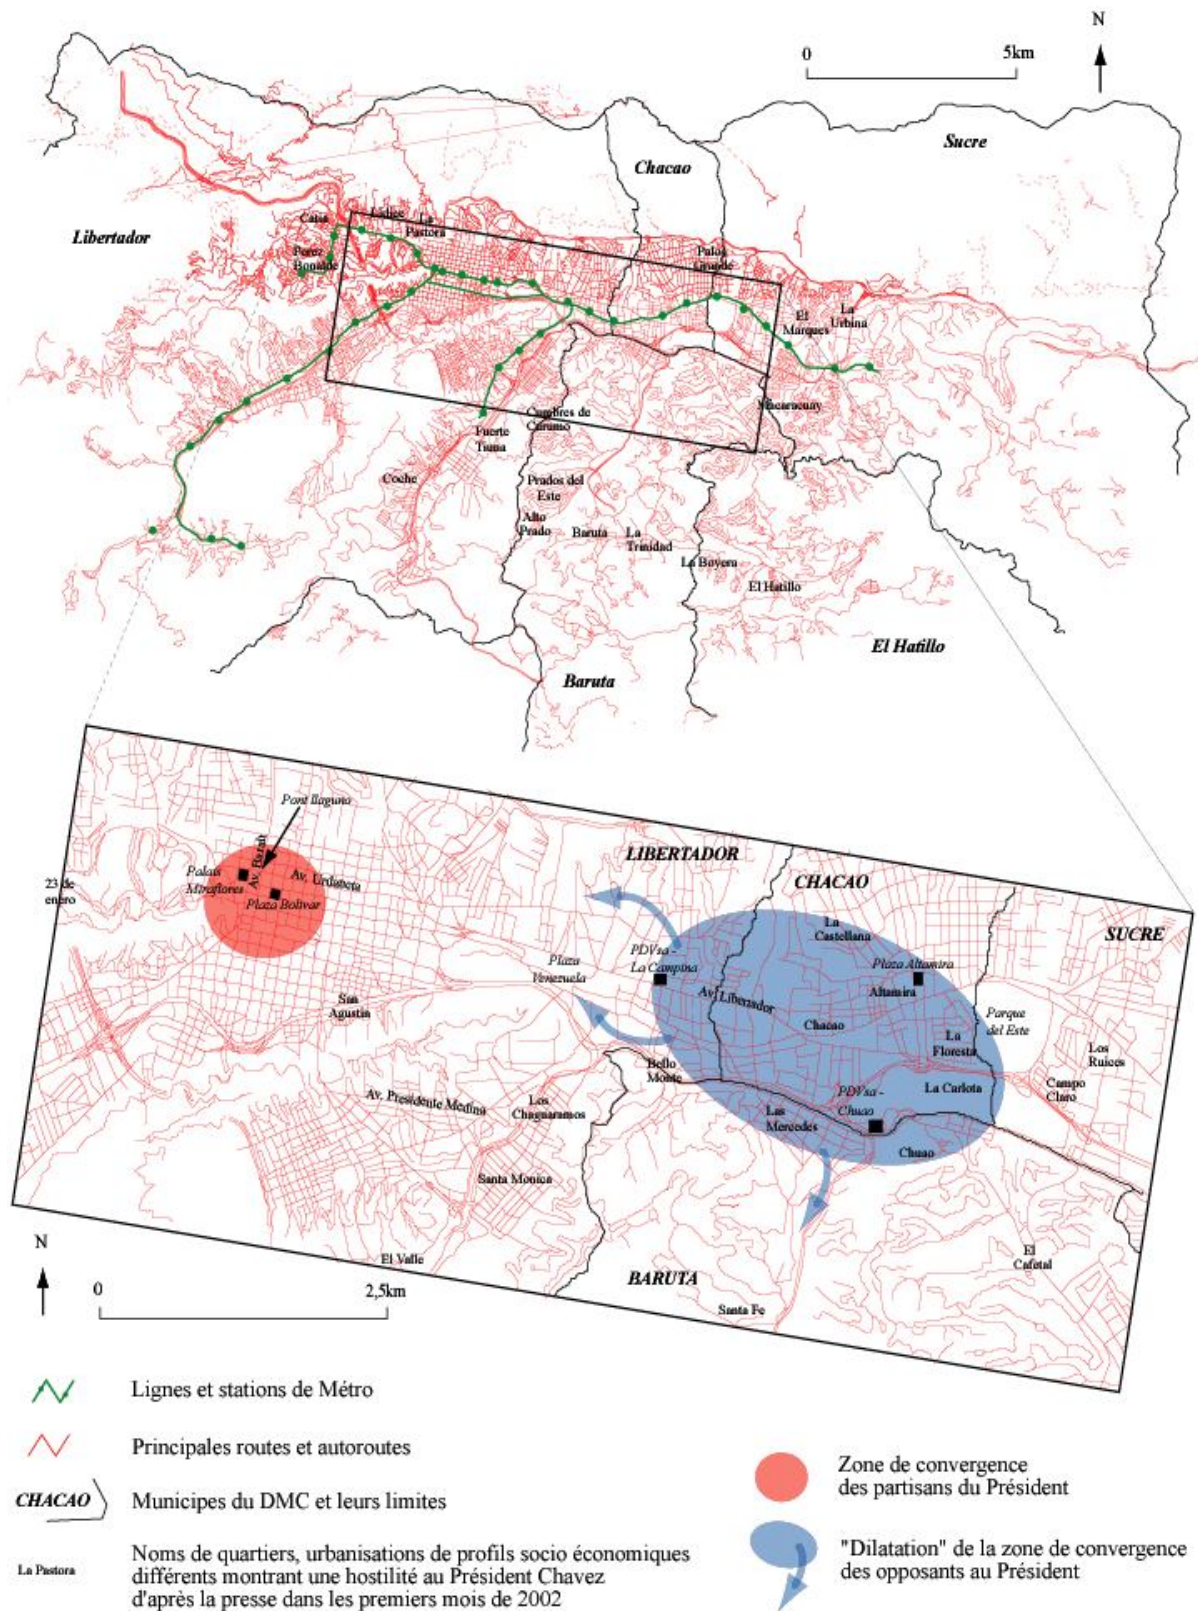 N
0
5km
Sucre
Chacao
Libertador
Catia
Lidice
La
Pastora
Perez
Bonalde
Palos
Grande
El
Marques
La
Urbina
Macaracuay
Cumbres de
Curumo
Fuerte
Tiuna
Coche
Prados del
Este
Alto
Prado
Baruta
La
Trinidad
La Boyera
El Hatillo
El Hatillo
Baruta
Pont llaguno
Palais
Miraflores
Av. Baralt
Av. Urdaneta
Plaza Bolivar
23 de
enero
LIBERTADOR
CHACAO
SUCRE
La
Castellana
PDVsa -
La Campina
Plaza
Venezuela
Plaza Altamira
Altamira
Av. Libertador
Chacao
Parque
del Este
La
Floresta
Los
Ruices
San
Agustin
Bello
Monte
La Carlota
Campo
Claro
PDVsa -
Chuao
Av. Presidente Medina
Los
Chaguaramos
Las
Mercedes
Chuao
Santa Monica
El Valle
El
Cafetal
BARUTA
Santa Fe
N
0
2,5km
Lignes et stations de Métro
Principales routes et autoroutes
CHACAO
Municipes du DMC et leurs limites
La Pastora
Noms de quartiers, urbanisations de profils socio économiques
différents montrant une hostilité au Président Chavez
d'après la presse dans les premiers mois de 2002
Zone de convergence
des partisans du Président
"Dilatation" de la zone de convergence
des opposants au Président